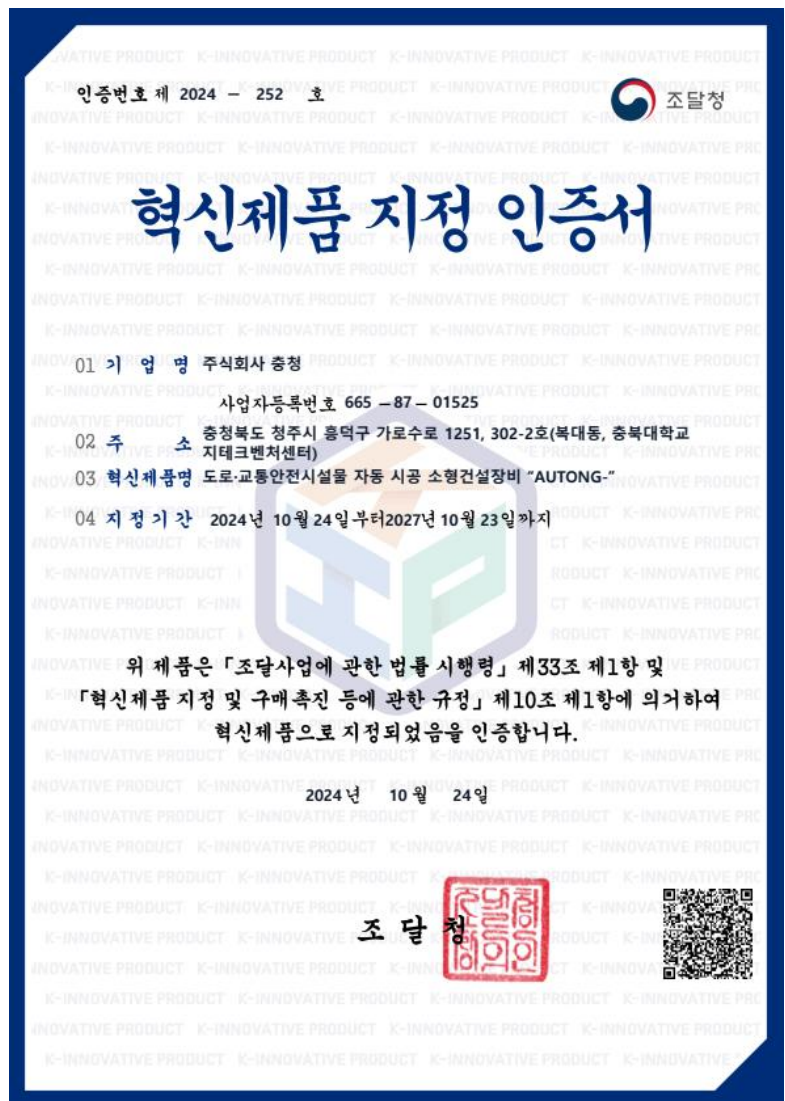 인증번호 제 2024 - 252 호
조달청
혁신제품 지정 인증서
01 기 업 명 주식회사 충청
사업자등록번호 665 - 87 - 01525
02 주 소 충청북도 청주시 흥덕구 가로수로 1251, 302-2호(복대동, 충북대학교
지테크벤처센터)
03 혁신제품명 도로·교통안전시설물 자동 시공 소형건설장비 "AUTONG-"
04 지정기간 2024년 10월 24일부터2027년 10월 23일까지
위 제품은 「조달사업에 관한 법률 시행령」 제33조 제1항 및
「혁신제품 지정 및 구매촉진 등에 관한 규정」 제10조 제1항에 의거하여
혁신제품으로 지정되었음을 인증합니다.
2024년 10월 24일
조 달 청